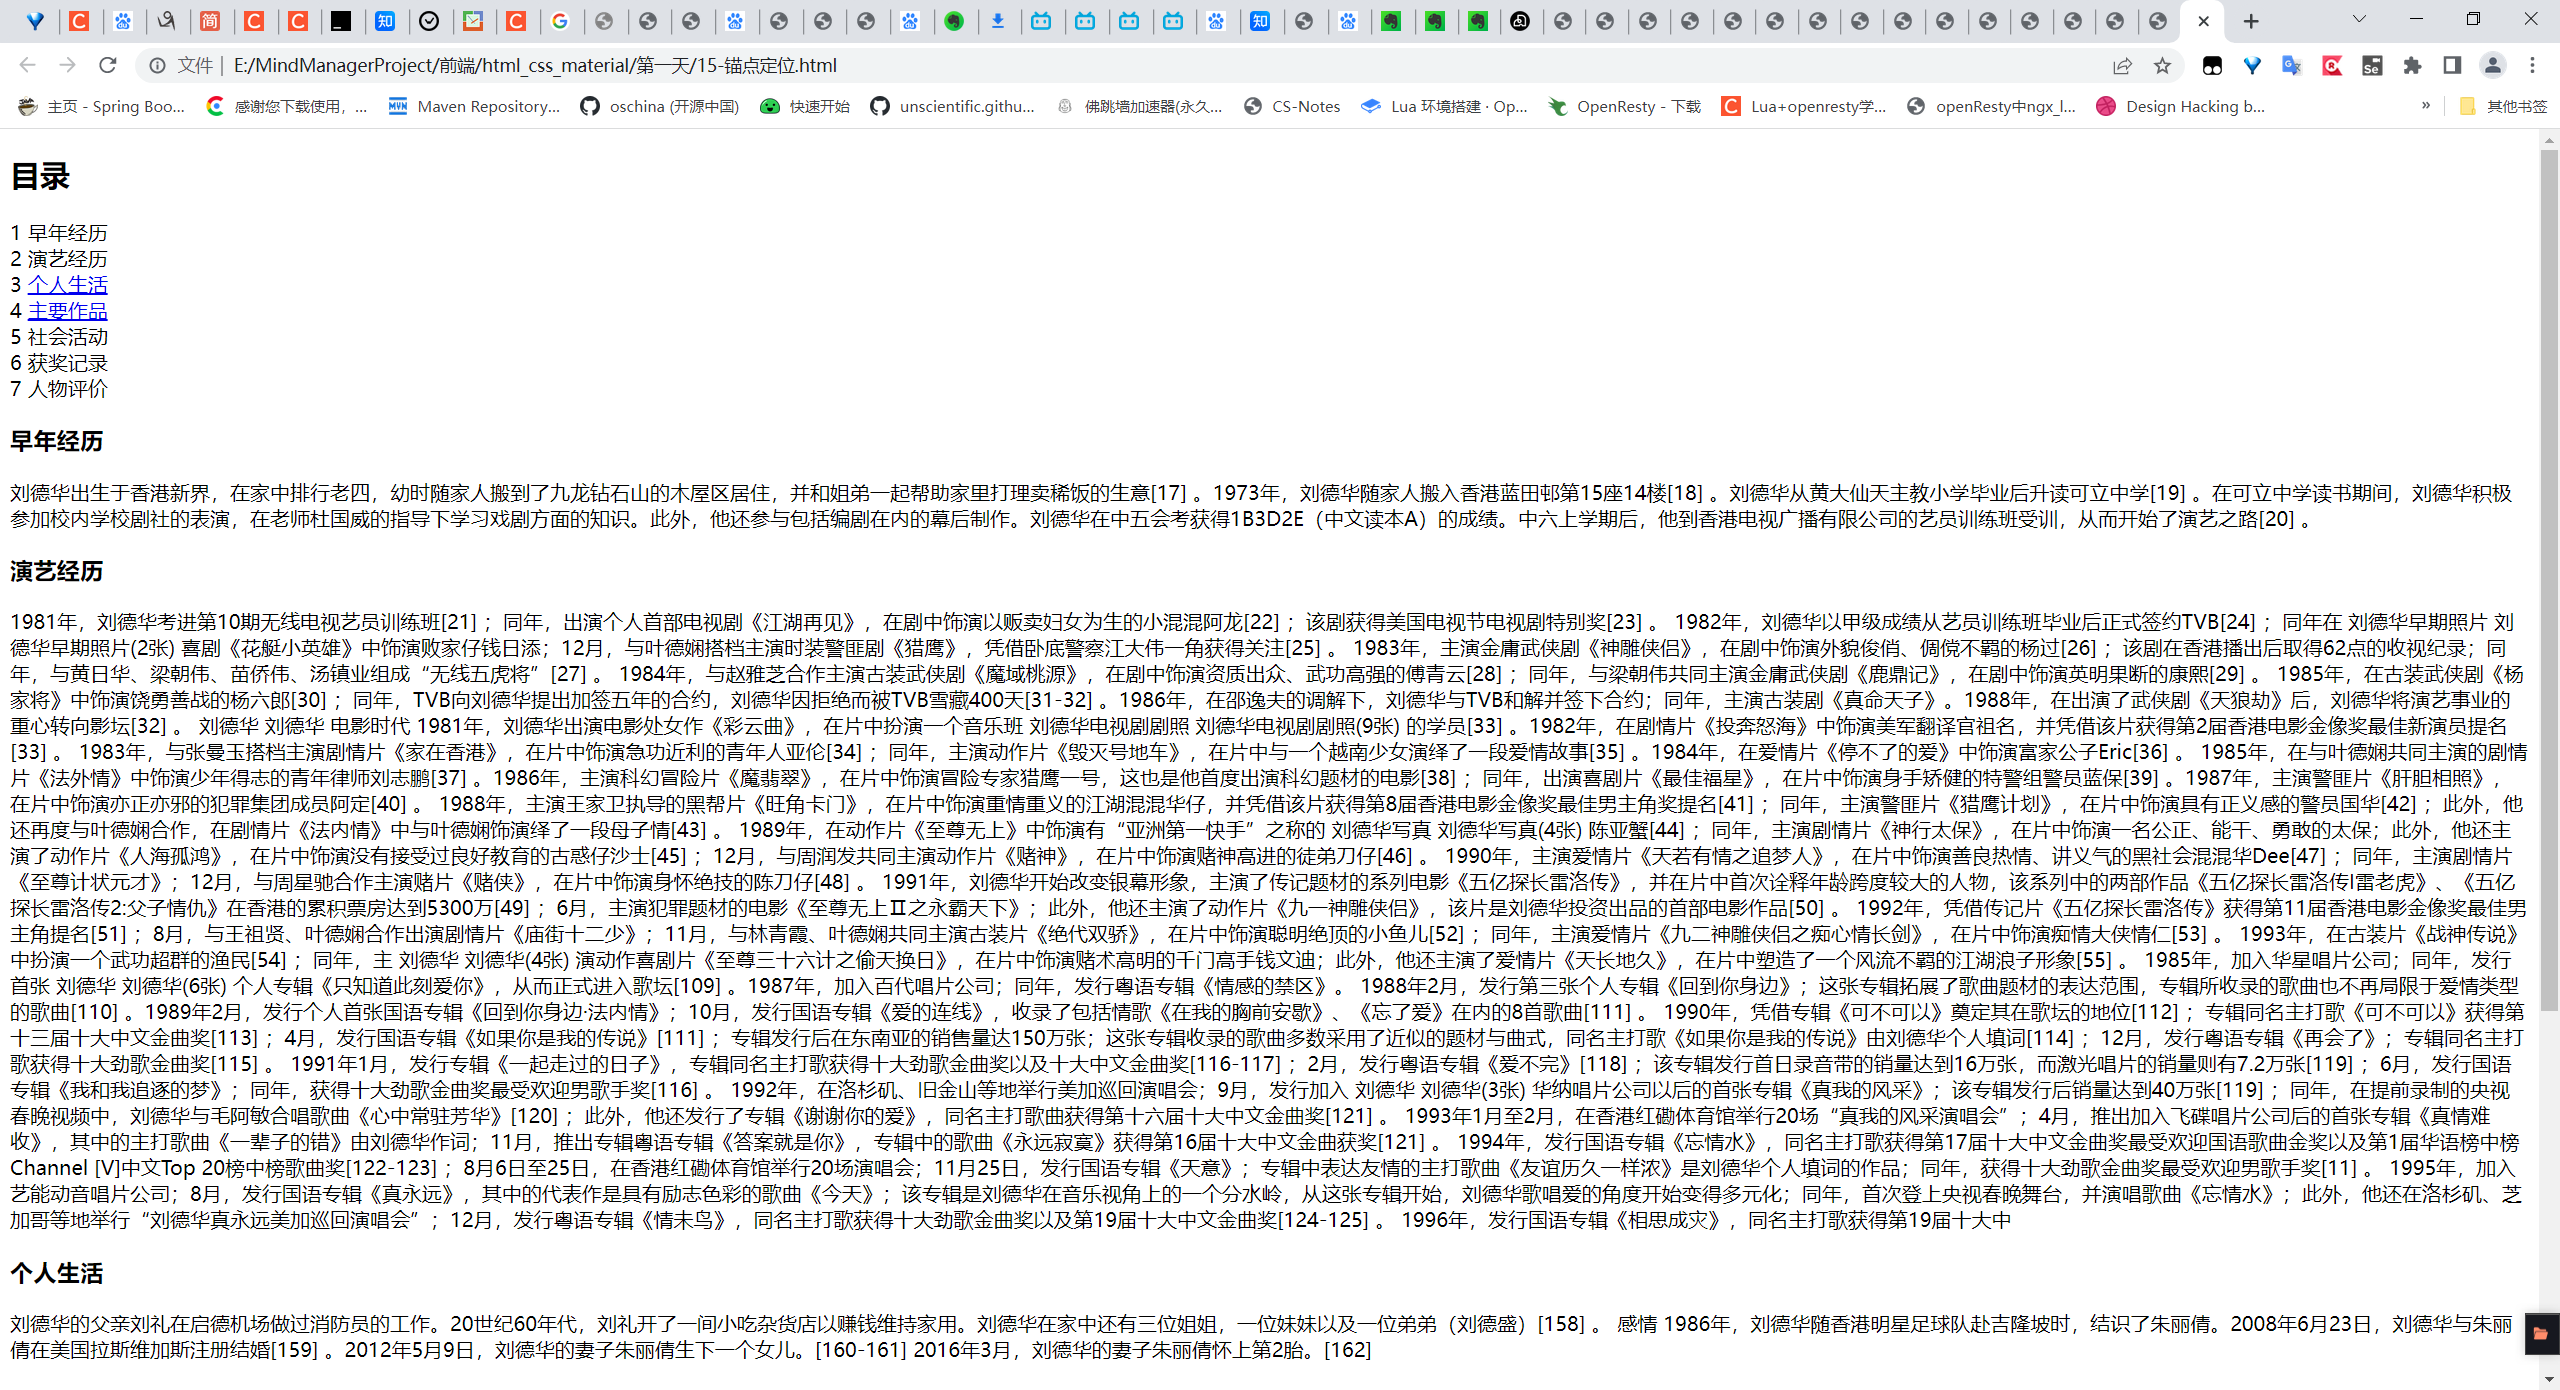 文件 | E:/MindManagerProject/前端/html_css_material/第一天/15-锚点定位.html
主页 - Spring Boo... 感谢您下载使用，... Maven Repository... oschina (开源中国) 快速开始 unscientific.githu... 佛跳墙加速器(永久... CS-Notes Lua 环境搭建 · Op... OpenResty - 下载 Lua+openresty学... openResty中ngx_l... Design Hacking b... » 其他书签
目录
1 早年经历
2 演艺经历
3 个人生活
4 主要作品
5 社会活动
6 获奖记录
7 人物评价
早年经历
刘德华出生于香港新界，在家中排行老四，幼时随家人搬到了九龙钻石山的木屋区居住，并和姐弟一起帮助家里打理卖稀饭的生意[17] 。1973年，刘德华随家人搬入香港蓝田邨第15座14楼[18] 。刘德华从黄大仙天主教小学毕业后升读可立中学[19] 。在可立中学读书期间，刘德华积极
参加校内学校剧社的表演，在老师杜国威的指导下学习戏剧方面的知识。此外，他还参与包括编剧在内的幕后制作。刘德华在中五会考获得1B3D2E（中文读本A）的成绩。中六上学期后，他到香港电视广播有限公司的艺员训练班受训，从而开始了演艺之路[20] 。
演艺经历
1981年，刘德华考进第10期无线电视艺员训练班[21] ；同年，出演个人首部电视剧《江湖再见》，在剧中饰演以贩卖妇女为生的小混混阿龙[22] ；该剧获得美国电视节电视剧特别奖[23] 。 1982年，刘德华以甲级成绩从艺员训练班毕业后正式签约TVB[24] ；同年在 刘德华早期照片 刘
德华早期照片(2张) 喜剧《花艇小英雄》中饰演败家仔钱日添；12月，与叶德娴搭档主演时装警匪剧《猎鹰》，凭借卧底警察江大伟一角获得关注[25] 。 1983年，主演金庸武侠剧《神雕侠侣》，在剧中饰演外貌俊俏、倜傥不羁的杨过[26] ；该剧在香港播出后取得62点的收视纪录；同
年，与黄日华、梁朝伟、苗侨伟、汤镇业组成“无线五虎将”[27] 。 1984年，与赵雅芝合作主演古装武侠剧《魔域桃源》，在剧中饰演资质出众、武功高强的傅青云[28] ；同年，与梁朝伟共同主演金庸武侠剧《鹿鼎记》，在剧中饰演英明果断的康熙[29] 。 1985年，在古装武侠剧《杨
家将》中饰演饶勇善战的杨六郎[30] ；同年，TVB向刘德华提出加签五年的合约，刘德华因拒绝而被TVB雪藏400天[31-32] 。1986年，在邵逸夫的调解下，刘德华与TVB和解并签下合约；同年，主演古装剧《真命天子》。1988年，在出演了武侠剧《天狼劫》后，刘德华将演艺事业的
重心转向影坛[32] 。 刘德华 刘德华 电影时代 1981年，刘德华出演电影处女作《彩云曲》，在片中扮演一个音乐班 刘德华电视剧剧照 刘德华电视剧剧照(9张) 的学员[33] 。1982年，在剧情片《投奔怒海》中饰演美军翻译官祖名，并凭借该片获得第2届香港电影金像奖最佳新演员提名
[33] 。 1983年，与张曼玉搭档主演剧情片《家在香港》，在片中饰演急功近利的青年人亚伦[34] ；同年，主演动作片《毁灭号地车》，在片中与一个越南少女演绎了一段爱情故事[35] 。1984年，在爱情片《停不了的爱》中饰演富家公子Eric[36] 。 1985年，在与叶德娴共同主演的剧情
片《法外情》中饰演少年得志的青年律师刘志鹏[37] 。1986年，主演科幻冒险片《魔翡翠》，在片中饰演冒险专家猎鹰一号，这也是他首度出演科幻题材的电影[38] ；同年，出演喜剧片《最佳福星》，在片中饰演身手矫健的特警组警员蓝保[39] 。1987年，主演警匪片《肝胆相照》，
在片中饰演亦正亦邪的犯罪集团成员阿定[40] 。 1988年，主演王家卫执导的黑帮片《旺角卡门》，在片中饰演重情重义的江湖混混华仔，并凭借该片获得第8届香港电影金像奖最佳男主角奖提名[41] ；同年，主演警匪片《猎鹰计划》，在片中饰演具有正义感的警员国华[42] ；此外，他
还再度与叶德娴合作，在剧情片《法内情》中与叶德娴饰演绎了一段母子情[43] 。 1989年，在动作片《至尊无上》中饰演有“亚洲第一快手”之称的 刘德华写真 刘德华写真(4张) 陈亚蟹[44] ；同年，主演剧情片《神行太保》，在片中饰演一名公正、能干、勇敢的太保；此外，他还主
演了动作片《人海孤鸿》，在片中饰演没有接受过良好教育的古惑仔沙士[45] ；12月，与周润发共同主演动作片《赌神》，在片中饰演赌神高进的徒弟刀仔[46] 。 1990年，主演爱情片《天若有情之追梦人》，在片中饰演善良热情、讲义气的黑社会混混华Dee[47] ；同年，主演剧情片
《至尊计状元才》；12月，与周星驰合作主演赌片《赌侠》，在片中饰演身怀绝技的陈刀仔[48] 。 1991年，刘德华开始改变银幕形象，主演了传记题材的系列电影《五亿探长雷洛传》，并在片中首次诠释年龄跨度较大的人物，该系列中的两部作品《五亿探长雷洛传I雷老虎》、《五亿
探长雷洛传2:父子情仇》在香港的累积票房达到5300万[49] ；6月，主演犯罪题材的电影《至尊无上Ⅱ之永霸天下》；此外，他还主演了动作片《九一神雕侠侣》，该片是刘德华投资出品的首部电影作品[50] 。 1992年，凭借传记片《五亿探长雷洛传》获得第11届香港电影金像奖最佳男
主角提名[51] ；8月，与王祖贤、叶德娴合作出演剧情片《庙街十二少》；11月，与林青霞、叶德娴共同主演古装片《绝代双骄》，在片中饰演聪明绝顶的小鱼儿[52] ；同年，主演爱情片《九二神雕侠侣之痴心情长剑》，在片中饰演痴情大侠情仁[53] 。 1993年，在古装片《战神传说》
中扮演一个武功超群的渔民[54] ；同年，主 刘德华 刘德华(4张) 演动作喜剧片《至尊三十六计之偷天换日》，在片中饰演赌术高明的千门高手钱文迪；此外，他还主演了爱情片《天长地久》，在片中塑造了一个风流不羁的江湖浪子形象[55] 。 1985年，加入华星唱片公司；同年，发行
首张 刘德华 刘德华(6张) 个人专辑《只知道此刻爱你》，从而正式进入歌坛[109] 。1987年，加入百代唱片公司；同年，发行粤语专辑《情感的禁区》。 1988年2月，发行第三张个人专辑《回到你身边》；这张专辑拓展了歌曲题材的表达范围，专辑所收录的歌曲也不再局限于爱情类型
的歌曲[110] 。1989年2月，发行个人首张国语专辑《回到你身边·法内情》；10月，发行国语专辑《爱的连线》，收录了包括情歌《在我的胸前安歇》、《忘了爱》在内的8首歌曲[111] 。 1990年，凭借专辑《可不可以》奠定其在歌坛的地位[112] ；专辑同名主打歌《可不可以》获得第
十三届十大中文金曲奖[113] ；4月，发行国语专辑《如果你是我的传说》[111] ；专辑发行后在东南亚的销售量达150万张；这张专辑收录的歌曲多数采用了近似的题材与曲式，同名主打歌《如果你是我的传说》由刘德华个人填词[114] ；12月，发行粤语专辑《再会了》；专辑同名主打
歌获得十大劲歌金曲奖[115] 。 1991年1月，发行专辑《一起走过的日子》，专辑同名主打歌获得十大劲歌金曲奖以及十大中文金曲奖[116-117] ；2月，发行粤语专辑《爱不完》[118] ；该专辑发行首日录音带的销量达到16万张，而激光唱片的销量则有7.2万张[119] ；6月，发行国语
专辑《我和我追逐的梦》；同年，获得十大劲歌金曲奖最受欢迎男歌手奖[116] 。 1992年，在洛杉矶、旧金山等地举行美加巡回演唱会；9月，发行加入 刘德华 刘德华(3张) 华纳唱片公司以后的首张专辑《真我的风采》；该专辑发行后销量达到40万张[119] ；同年，在提前录制的央视
春晚视频中，刘德华与毛阿敏合唱歌曲《心中常驻芳华》[120] ；此外，他还发行了专辑《谢谢你的爱》，同名主打歌曲获得第十六届十大中文金曲奖[121] 。 1993年1月至2月，在香港红磡体育馆举行20场“真我的风采演唱会”；4月，推出加入飞碟唱片公司后的首张专辑《真情难
收》，其中的主打歌曲《一辈子的错》由刘德华作词；11月，推出专辑粤语专辑《答案就是你》，专辑中的歌曲《永远寂寞》获得第16届十大中文金曲获奖[121] 。 1994年，发行国语专辑《忘情水》，同名主打歌获得第17届十大中文金曲奖最受欢迎国语歌曲金奖以及第1届华语榜中榜
Channel [V]中文Top 20榜中榜歌曲奖[122-123] ；8月6日至25日，在香港红磡体育馆举行20场演唱会；11月25日，发行国语专辑《天意》；专辑中表达友情的主打歌曲《友谊历久一样浓》是刘德华个人填词的作品；同年，获得十大劲歌金曲奖最受欢迎男歌手奖[11] 。 1995年，加入
艺能动音唱片公司；8月，发行国语专辑《真永远》，其中的代表作是具有励志色彩的歌曲《今天》；该专辑是刘德华在音乐视角上的一个分水岭，从这张专辑开始，刘德华歌唱爱的角度开始变得多元化；同年，首次登上央视春晚舞台，并演唱歌曲《忘情水》；此外，他还在洛杉矶、芝
加哥等地举行“刘德华真永远美加巡回演唱会”；12月，发行粤语专辑《情未鸟》，同名主打歌获得十大劲歌金曲奖以及第19届十大中文金曲奖[124-125] 。 1996年，发行国语专辑《相思成灾》，同名主打歌获得第19届十大中
个人生活
刘德华的父亲刘礼在启德机场做过消防员的工作。20世纪60年代，刘礼开了一间小吃杂货店以赚钱维持家用。刘德华在家中还有三位姐姐，一位妹妹以及一位弟弟（刘德盛）[158] 。 感情 1986年，刘德华随香港明星足球队赴吉隆坡时，结识了朱丽倩。2008年6月23日，刘德华与朱丽
倩在美国拉斯维加斯注册结婚[159] 。2012年5月9日，刘德华的妻子朱丽倩生下一个女儿。[160-161] 2016年3月，刘德华的妻子朱丽倩怀上第2胎。[162]